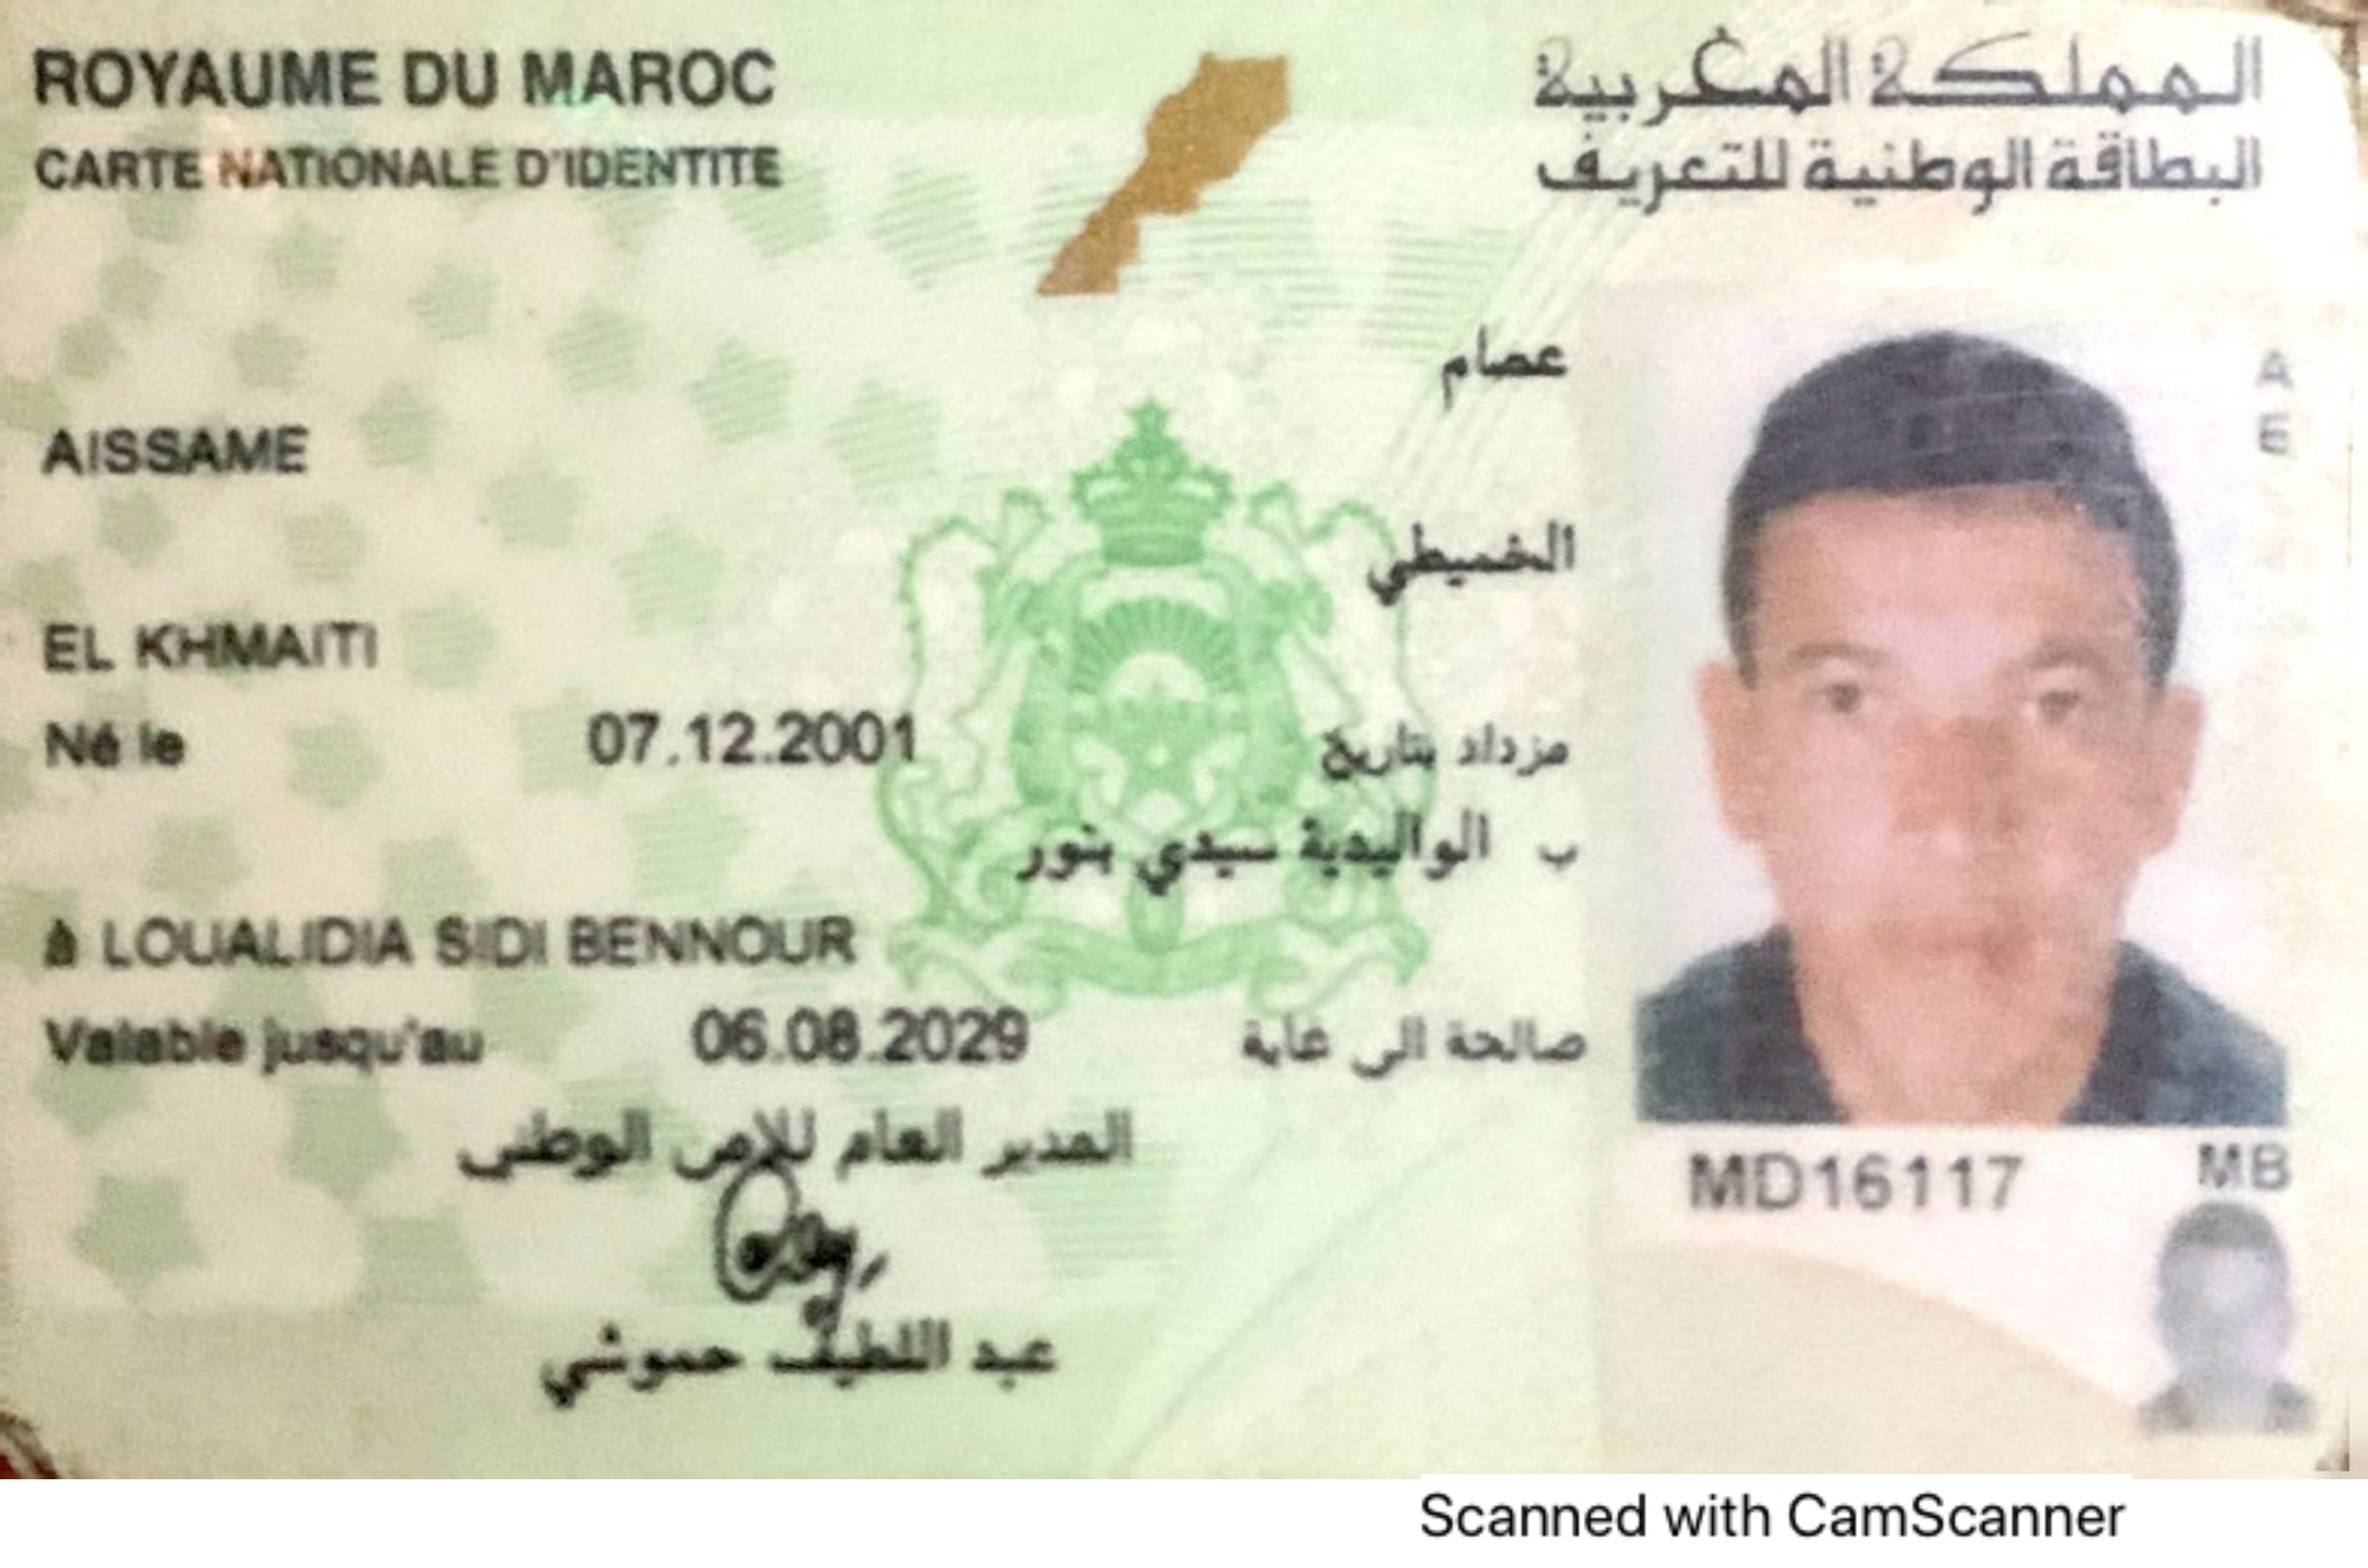 ROYAUME DU MAROC
المملكة المغربية
CARTE NATIONALE D'IDENTITE
البطاقة الوطنية للتعريف
عصام
AISSAME
الخميطي
EL KHMAITI
Né le 07.12.2001 مزداد بتاريخ
ب الواليدية سيدي بنور
à LOUALIDIA SIDI BENNOUR
Valable jusqu'au 06.08.2029 صالحة الى غاية
المدير العام للامن الوطني
عبد اللطيف حموشي
A
E
MD16117
MB
Scanned with CamScanner